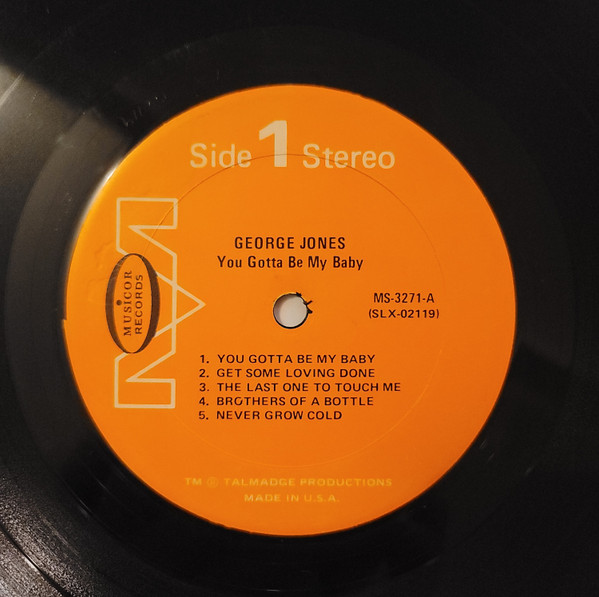 Side 1 Stereo
GEORGE JONES
You Gotta Be My Baby
MS-3271-A
(SLX-02119)
MUSICOR
RECORDS
1. YOU GOTTA BE MY BABY
2. GET SOME LOVING DONE
3. THE LAST ONE TO TOUCH ME
4. BROTHERS OF A BOTTLE
5. NEVER GROW COLD
TM ℗ TALMADGE PRODUCTIONS
MADE IN U.S.A.